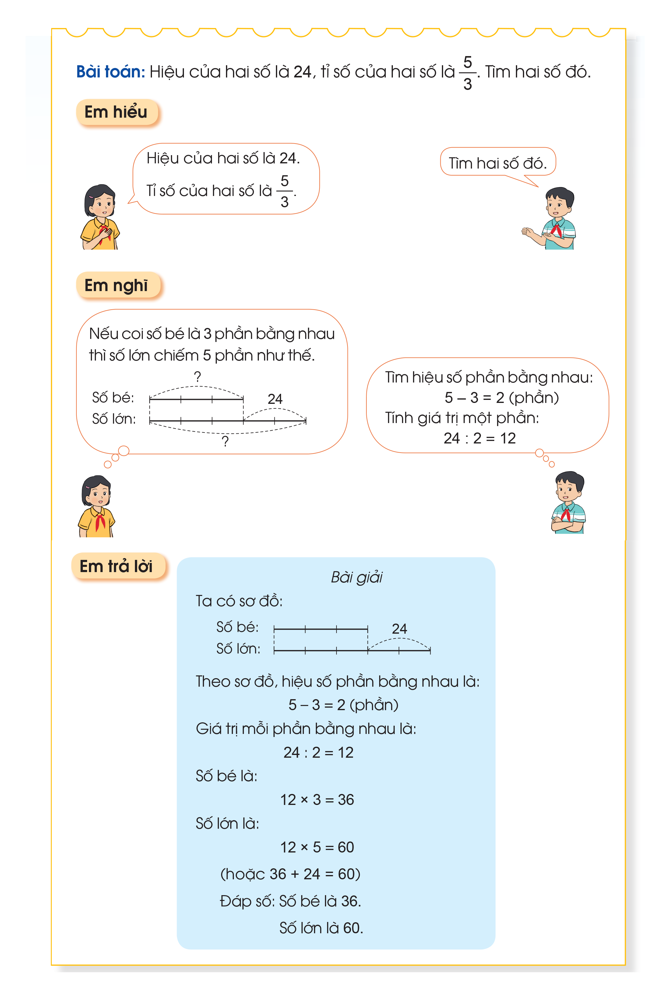 Bài toán: Hiệu của hai số là 24, tỉ số của hai số là 5/3. Tìm hai số đó.
Em hiểu
Hiệu của hai số là 24.
Tỉ số của hai số là 5/3.
Tìm hai số đó.
Em nghĩ
Nếu coi số bé là 3 phần bằng nhau
thì số lớn chiếm 5 phần như thế.
?
Số bé:
24
Số lớn:
?
Tìm hiệu số phần bằng nhau:
5 – 3 = 2 (phần)
Tính giá trị một phần:
24 : 2 = 12
Em trả lời
Bài giải
Ta có sơ đồ:
Số bé:
24
Số lớn:
Theo sơ đồ, hiệu số phần bằng nhau là:
5 – 3 = 2 (phần)
Giá trị mỗi phần bằng nhau là:
24 : 2 = 12
Số bé là:
12 × 3 = 36
Số lớn là:
12 × 5 = 60
(hoặc 36 + 24 = 60)
Đáp số: Số bé là 36.
Số lớn là 60.